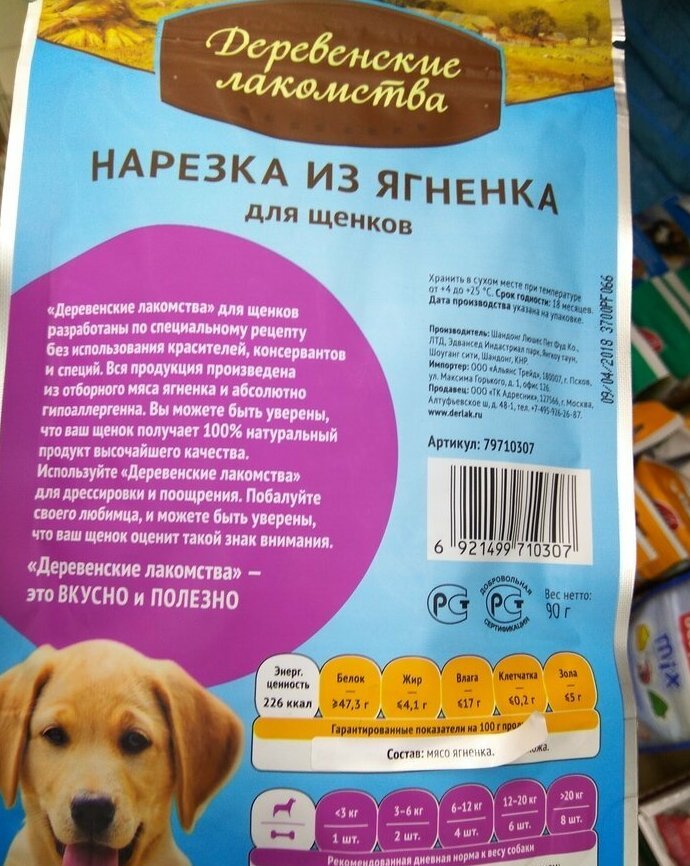 Деревенские
лакомства
НАРЕЗКА ИЗ ЯГНЕНКА
для щенков
«Деревенские лакомства» для щенков
разработаны по специальному рецепту
без использования красителей, консервантов
и специй. Вся продукция произведена
из отборного мяса ягненка и абсолютно
гипоаллергенна. Вы можете быть уверены,
что ваш щенок получает 100% натуральный
продукт высочайшего качества.
Используйте «Деревенские лакомства»
для дрессировки и поощрения. Побалуйте
своего любимца, и можете быть уверены,
что ваш щенок оценит такой знак внимания.
«Деревенские лакомства» —
это ВКУСНО и ПОЛЕЗНО
Хранить в сухом месте при температуре
от +4 до +25 °С. Срок годности: 18 месяцев.
Дата производства указана на упаковке.
Производитель: Шандонг Люшес Пет Фуд Ко.,
ЛТД, Эдвансед Индастриал парк, таун,
Шоугуанг сити, Шандонг, КНР.
Импортер: ООО «Альянс Трейд», 180007, г. Псков,
ул. Максима Горького, д. 1, офис 126.
Продавец: ООО «ТК Адресник», 127566, г. Москва,
Алтуфьевское ш, д. 48-1, тел. +7-495-926-26-87.
www.derlak.ru
09/04/2018 3700PF066
Артикул: 79710307
6 921499 710307
РСТ
ДОБРОВОЛЬНАЯ
РСТ
СЕРТИФИКАЦИЯ
Вес нетто:
90 г
Энерг. ценность 226 ккал
Белок ≥47,3 г
Жир ≤4,1 г
Влага ≤17 г
Клетчатка ≤0,2 г
Зола ≤5 г
Гарантированные показатели на 100 г
Состав: мясо ягненка.
<3 кг 3–6 кг 6–12 кг 12–20 кг >20 кг
1 шт. 2 шт. 4 шт. 6 шт. 8 шт.
Рекомендованная дневная норма к весу собаки
mix